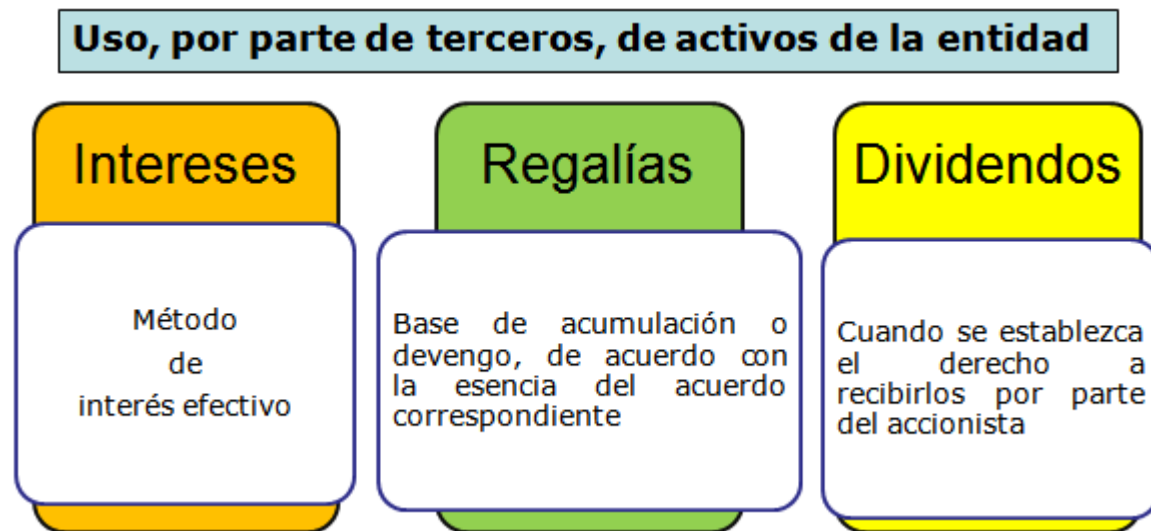 Uso, por parte de terceros, de activos de la entidad
Intereses
Método
de
interés efectivo
Regalías
Base de acumulación o
devengo, de acuerdo con
la esencia del acuerdo
correspondiente
Dividendos
Cuando se establezca
el derecho a
recibirlos por parte
del accionista